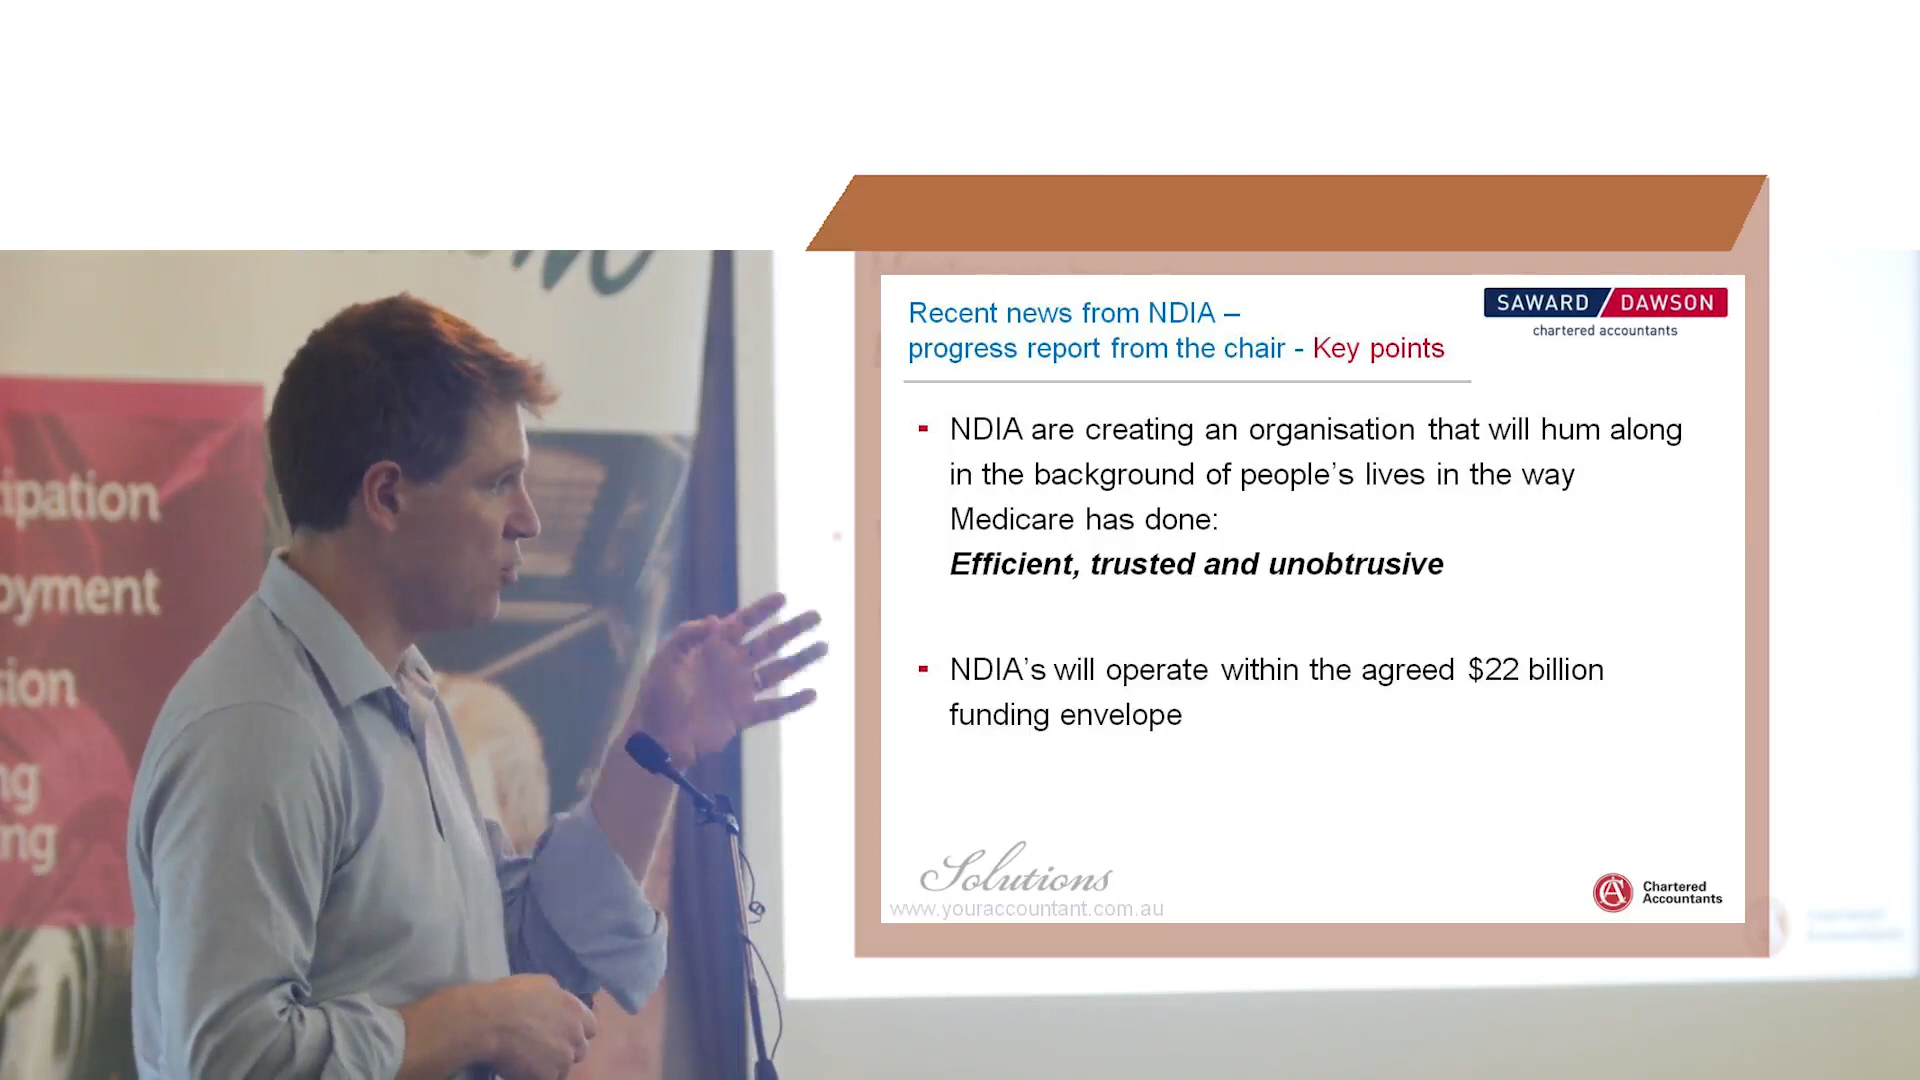 ipation
oyment
sion
ng
ng
Recent news from NDIA –
progress report from the chair - Key points
SAWARD DAWSON
chartered accountants
NDIA are creating an organisation that will hum along
in the background of people's lives in the way
Medicare has done:
Efficient, trusted and unobtrusive
NDIA's will operate within the agreed $22 billion
funding envelope
Solutions
www.youraccountant.com.au
Chartered
Accountants